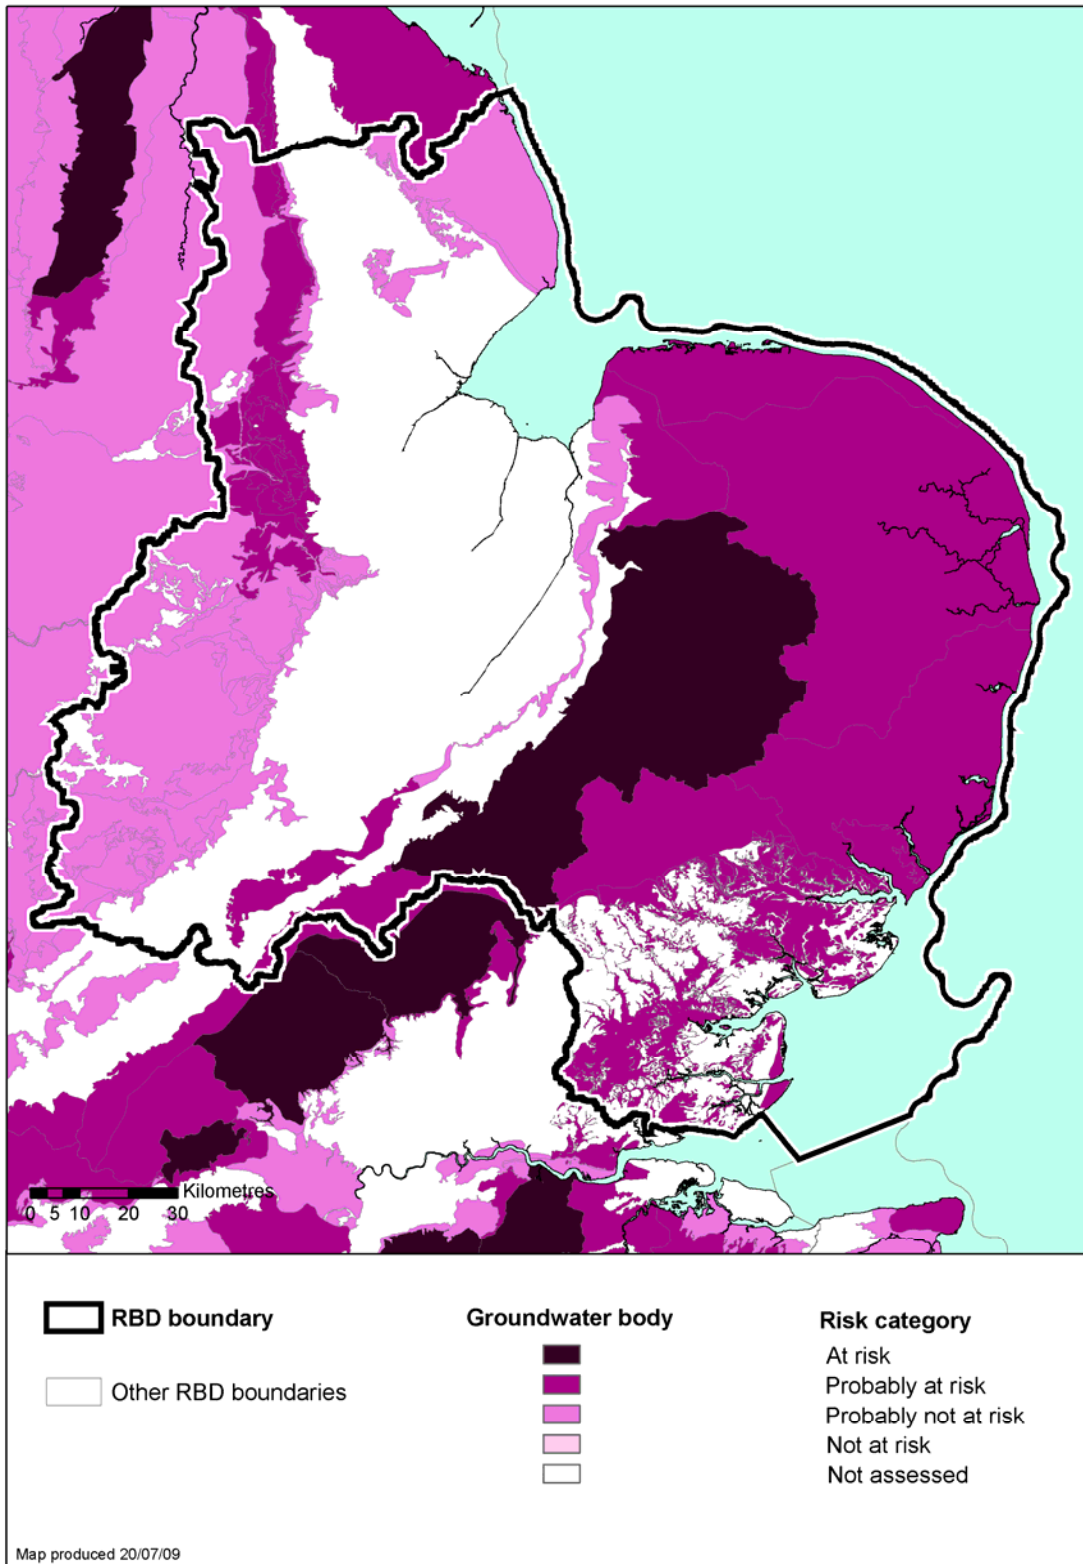 Kilometres
0 5 10 20 30
RBD boundary
Other RBD boundaries
Groundwater body
Risk category
At risk
Probably at risk
Probably not at risk
Not at risk
Not assessed
Map produced 20/07/09